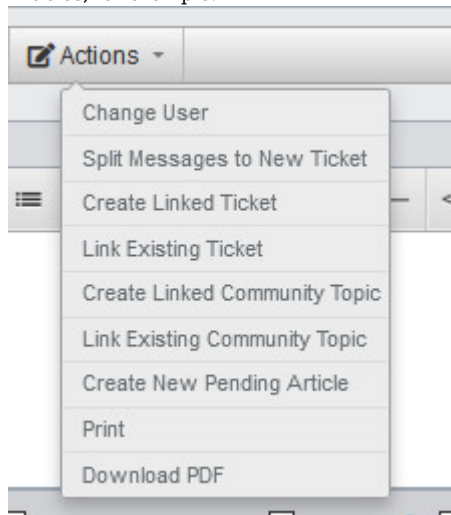 Actions
Change User
Split Messages to New Ticket
Create Linked Ticket
Link Existing Ticket
Create Linked Community Topic
Link Existing Community Topic
Create New Pending Article
Print
Download PDF